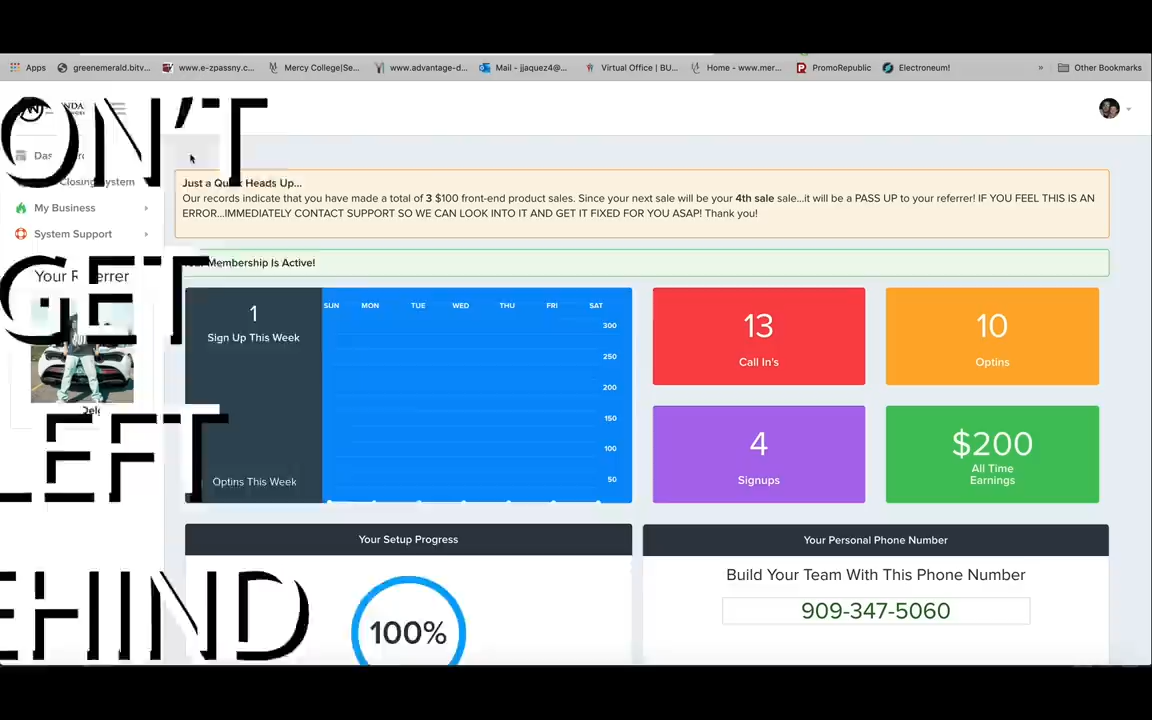 Apps greenemerald.bitv... www.e-zpassny.c... Mercy College|Se... www.advantage-d... Mail - jjaquez4@... Virtual Office | BU... Home - www.mer... PromoRepublic Electroneum! » Other Bookmarks
ON'T
GET
LEFT
EHIND
Closing System
My Business
System Support
Your Referrer
Just a Quick Heads Up...
Our records indicate that you have made a total of 3 $100 front-end product sales. Since your next sale will be your 4th sale sale...it will be a PASS UP to your referrer! IF YOU FEEL THIS IS AN
ERROR...IMMEDIATELY CONTACT SUPPORT SO WE CAN LOOK INTO IT AND GET IT FIXED FOR YOU ASAP! Thank you!
Membership Is Active!
1
Sign Up This Week
Optins This Week
SUN MON TUE WED THU FRI SAT
300
250
200
150
100
50
13
Call In's
10
Optins
4
Signups
$200
All Time
Earnings
Your Setup Progress
100%
Your Personal Phone Number
Build Your Team With This Phone Number
909-347-5060